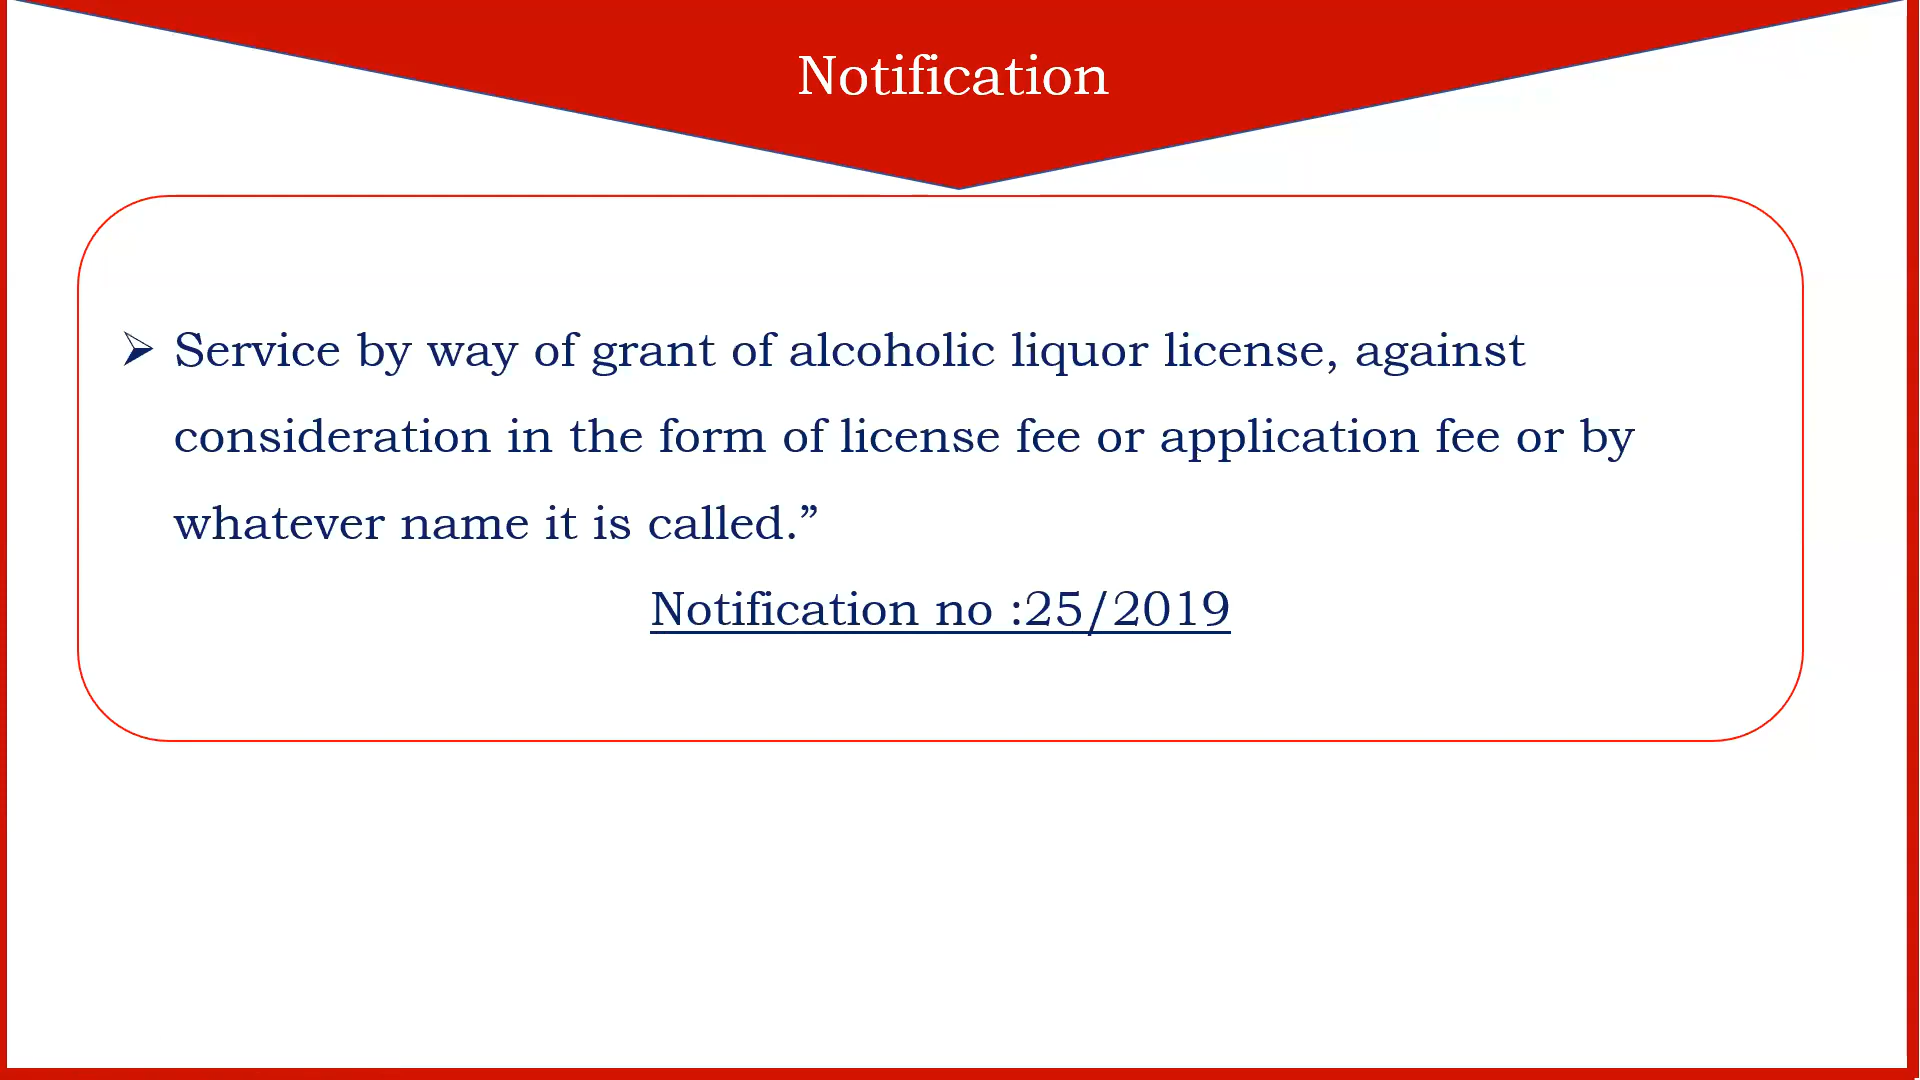 Notification
➢ Service by way of grant of alcoholic liquor license, against
consideration in the form of license fee or application fee or by
whatever name it is called.”
Notification no :25/2019